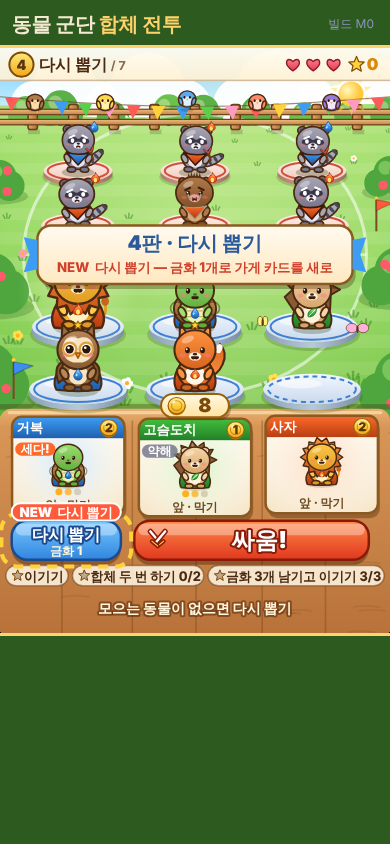 동물 군단 합체 전투
빌드 M0
4 다시 뽑기 / 7
0
4판 · 다시 뽑기
NEW 다시 뽑기 — 금화 1개로 가게 카드를 새로
8
거북 2
고슴도치 1
사자 2
세다!
약해
앞 · 막기
앞 · 막기
NEW 다시 뽑기
다시 뽑기
금화 1
싸움!
이기기
합체 두 번 하기 0/2
금화 3개 남기고 이기기 3/3
모으는 동물이 없으면 다시 뽑기